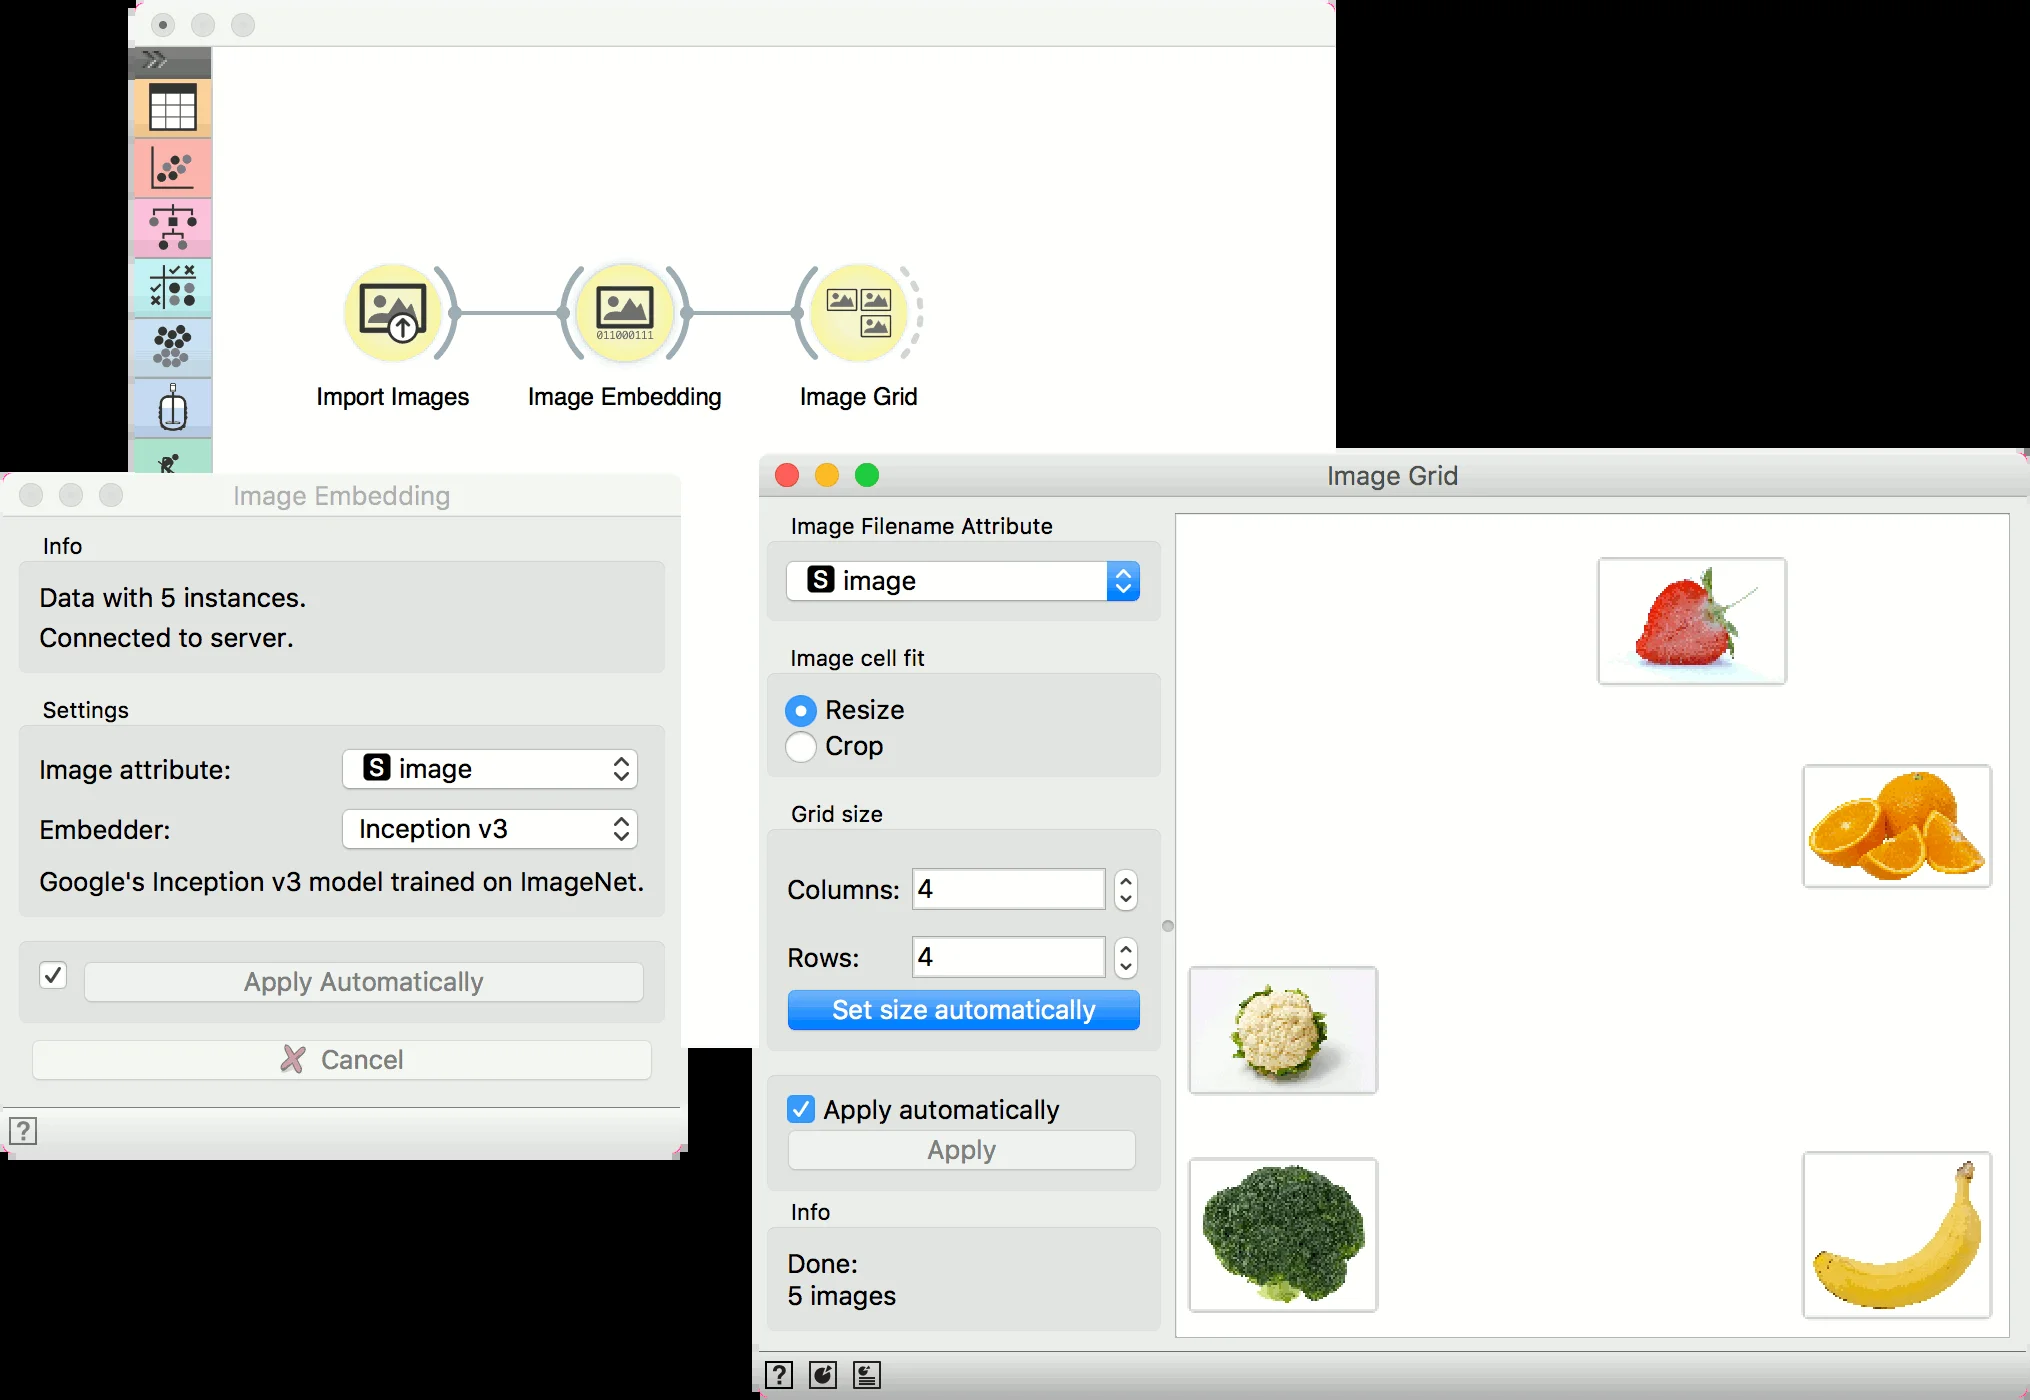 011000111
Import Images
Image Embedding
Image Grid
Image Embedding
Info
Data with 5 instances.
Connected to server.
Settings
Image attribute:
S image
Embedder:
Inception v3
Google's Inception v3 model trained on ImageNet.
Apply Automatically
Cancel
?
Image Grid
Image Filename Attribute
S image
Image cell fit
Resize
Crop
Grid size
Columns: 4
Rows: 4
Set size automatically
Apply automatically
Apply
Info
Done:
5 images
?